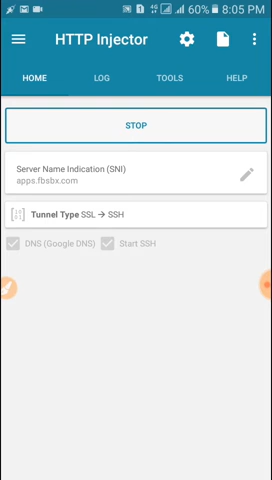 60% 8:05 PM
HTTP Injector
HOME LOG TOOLS HELP
STOP
Server Name Indication (SNI)
apps.fbsbx.com
Tunnel Type SSL → SSH
DNS (Google DNS) Start SSH